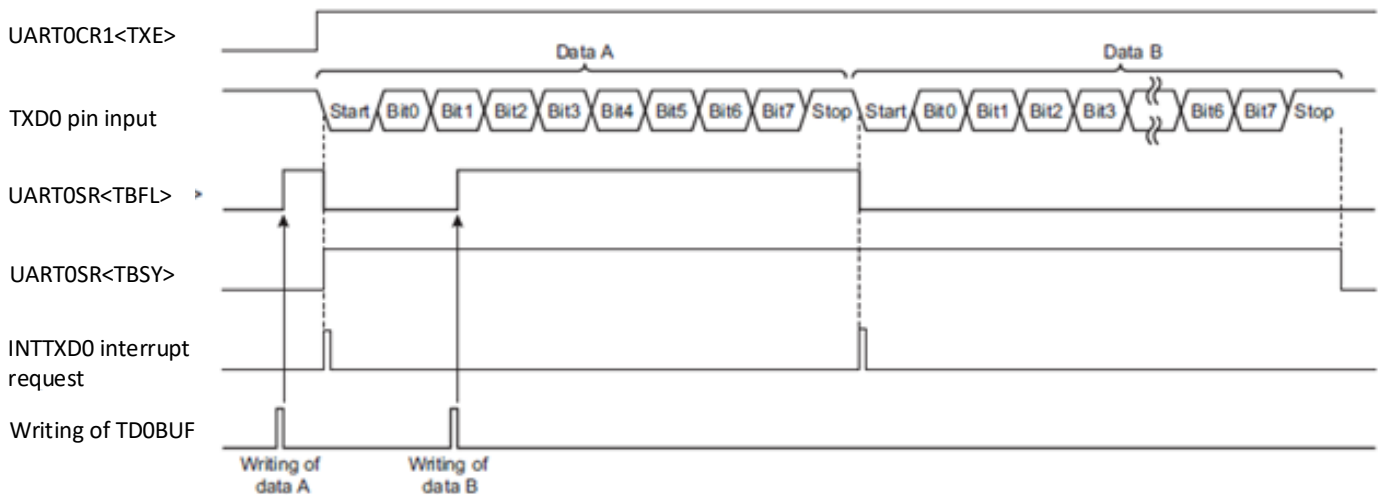 UART0CR1<TXE>
Data A
Data B
TXD0 pin input
Start Bit0 Bit1 Bit2 Bit3 Bit4 Bit5 Bit6 Bit7 Stop Start Bit0 Bit1 Bit2 Bit3 Bit6 Bit7 Stop
UART0SR<TBFL> >
UART0SR<TBSY>
INTTXD0 interrupt
request
Writing of TD0BUF
Writing of
data A
Writing of
data B